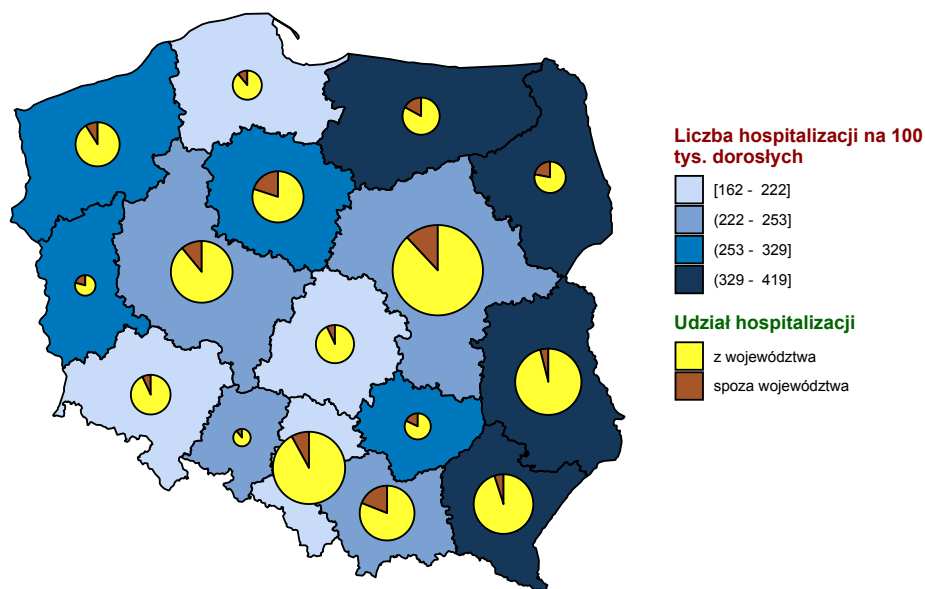 Liczba hospitalizacji na 100
tys. dorosłych
[162 - 222]
(222 - 253]
(253 - 329]
(329 - 419]
Udział hospitalizacji
z województwa
spoza województwa